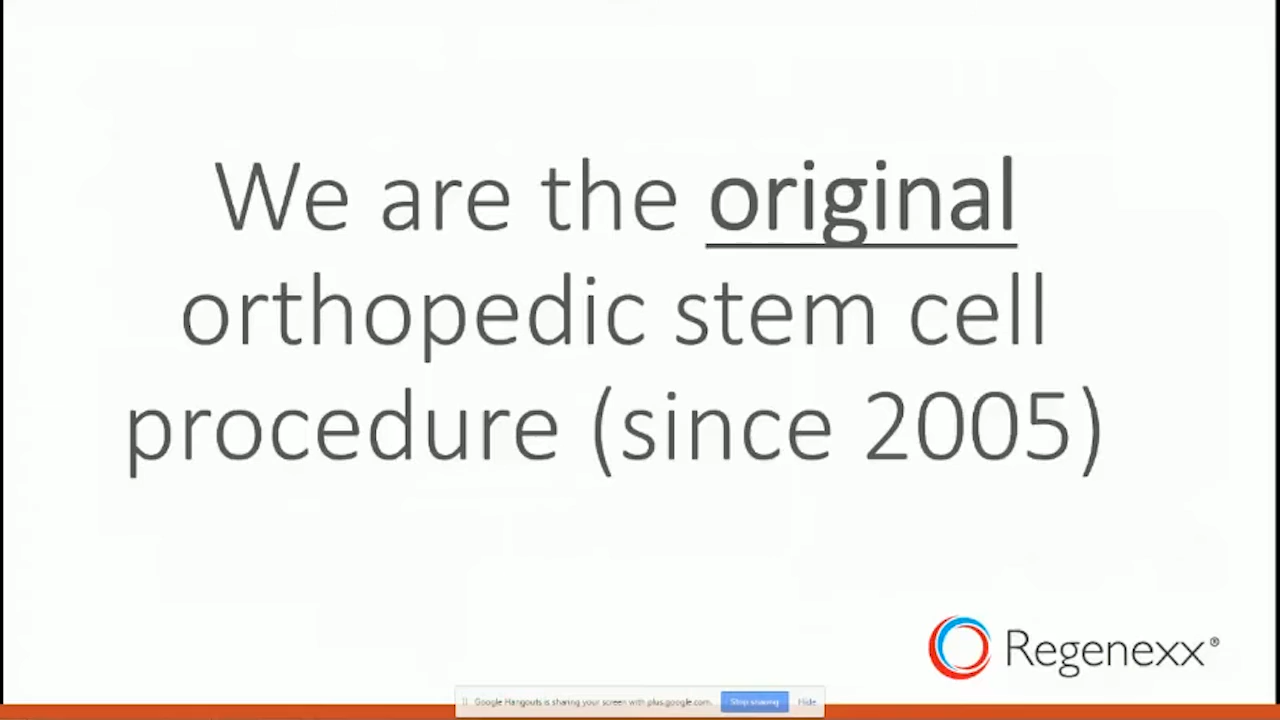 We are the original
orthopedic stem cell
procedure (since 2005)
Regenexx®
Google Hangouts is sharing your screen with plus.google.com. Stop sharing Hide